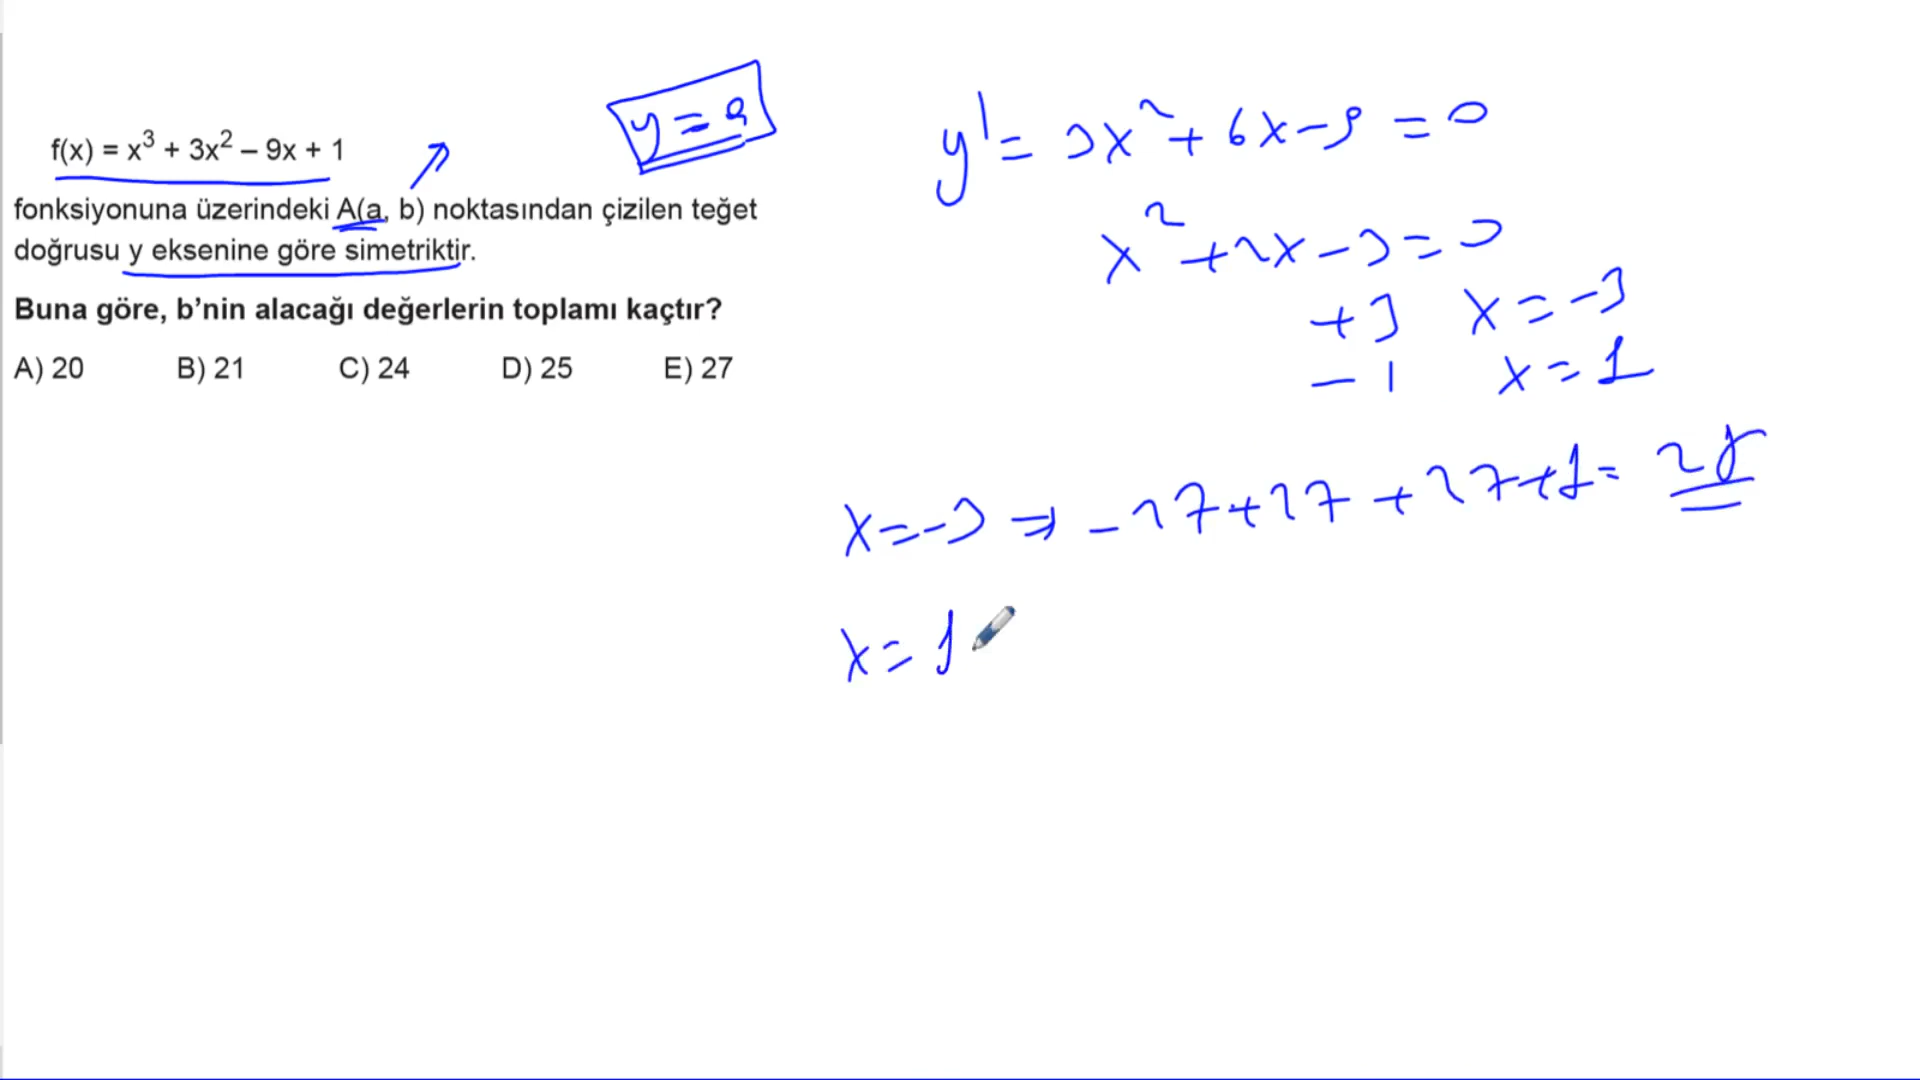 f(x) = x³ + 3x² – 9x + 1
fonksiyonuna üzerindeki A(a, b) noktasından çizilen teğet
doğrusu y eksenine göre simetriktir.
Buna göre, b’nin alacağı değerlerin toplamı kaçtır?
A) 20 B) 21 C) 24 D) 25 E) 27
y = a
y' = 3x² + 6x - 9 = 0
x² + 2x - 3 = 0
+3 x = -3
-1 x = 1
x = -3 ⇒ -27 + 27 + 27 + 1 = 28
x = 1